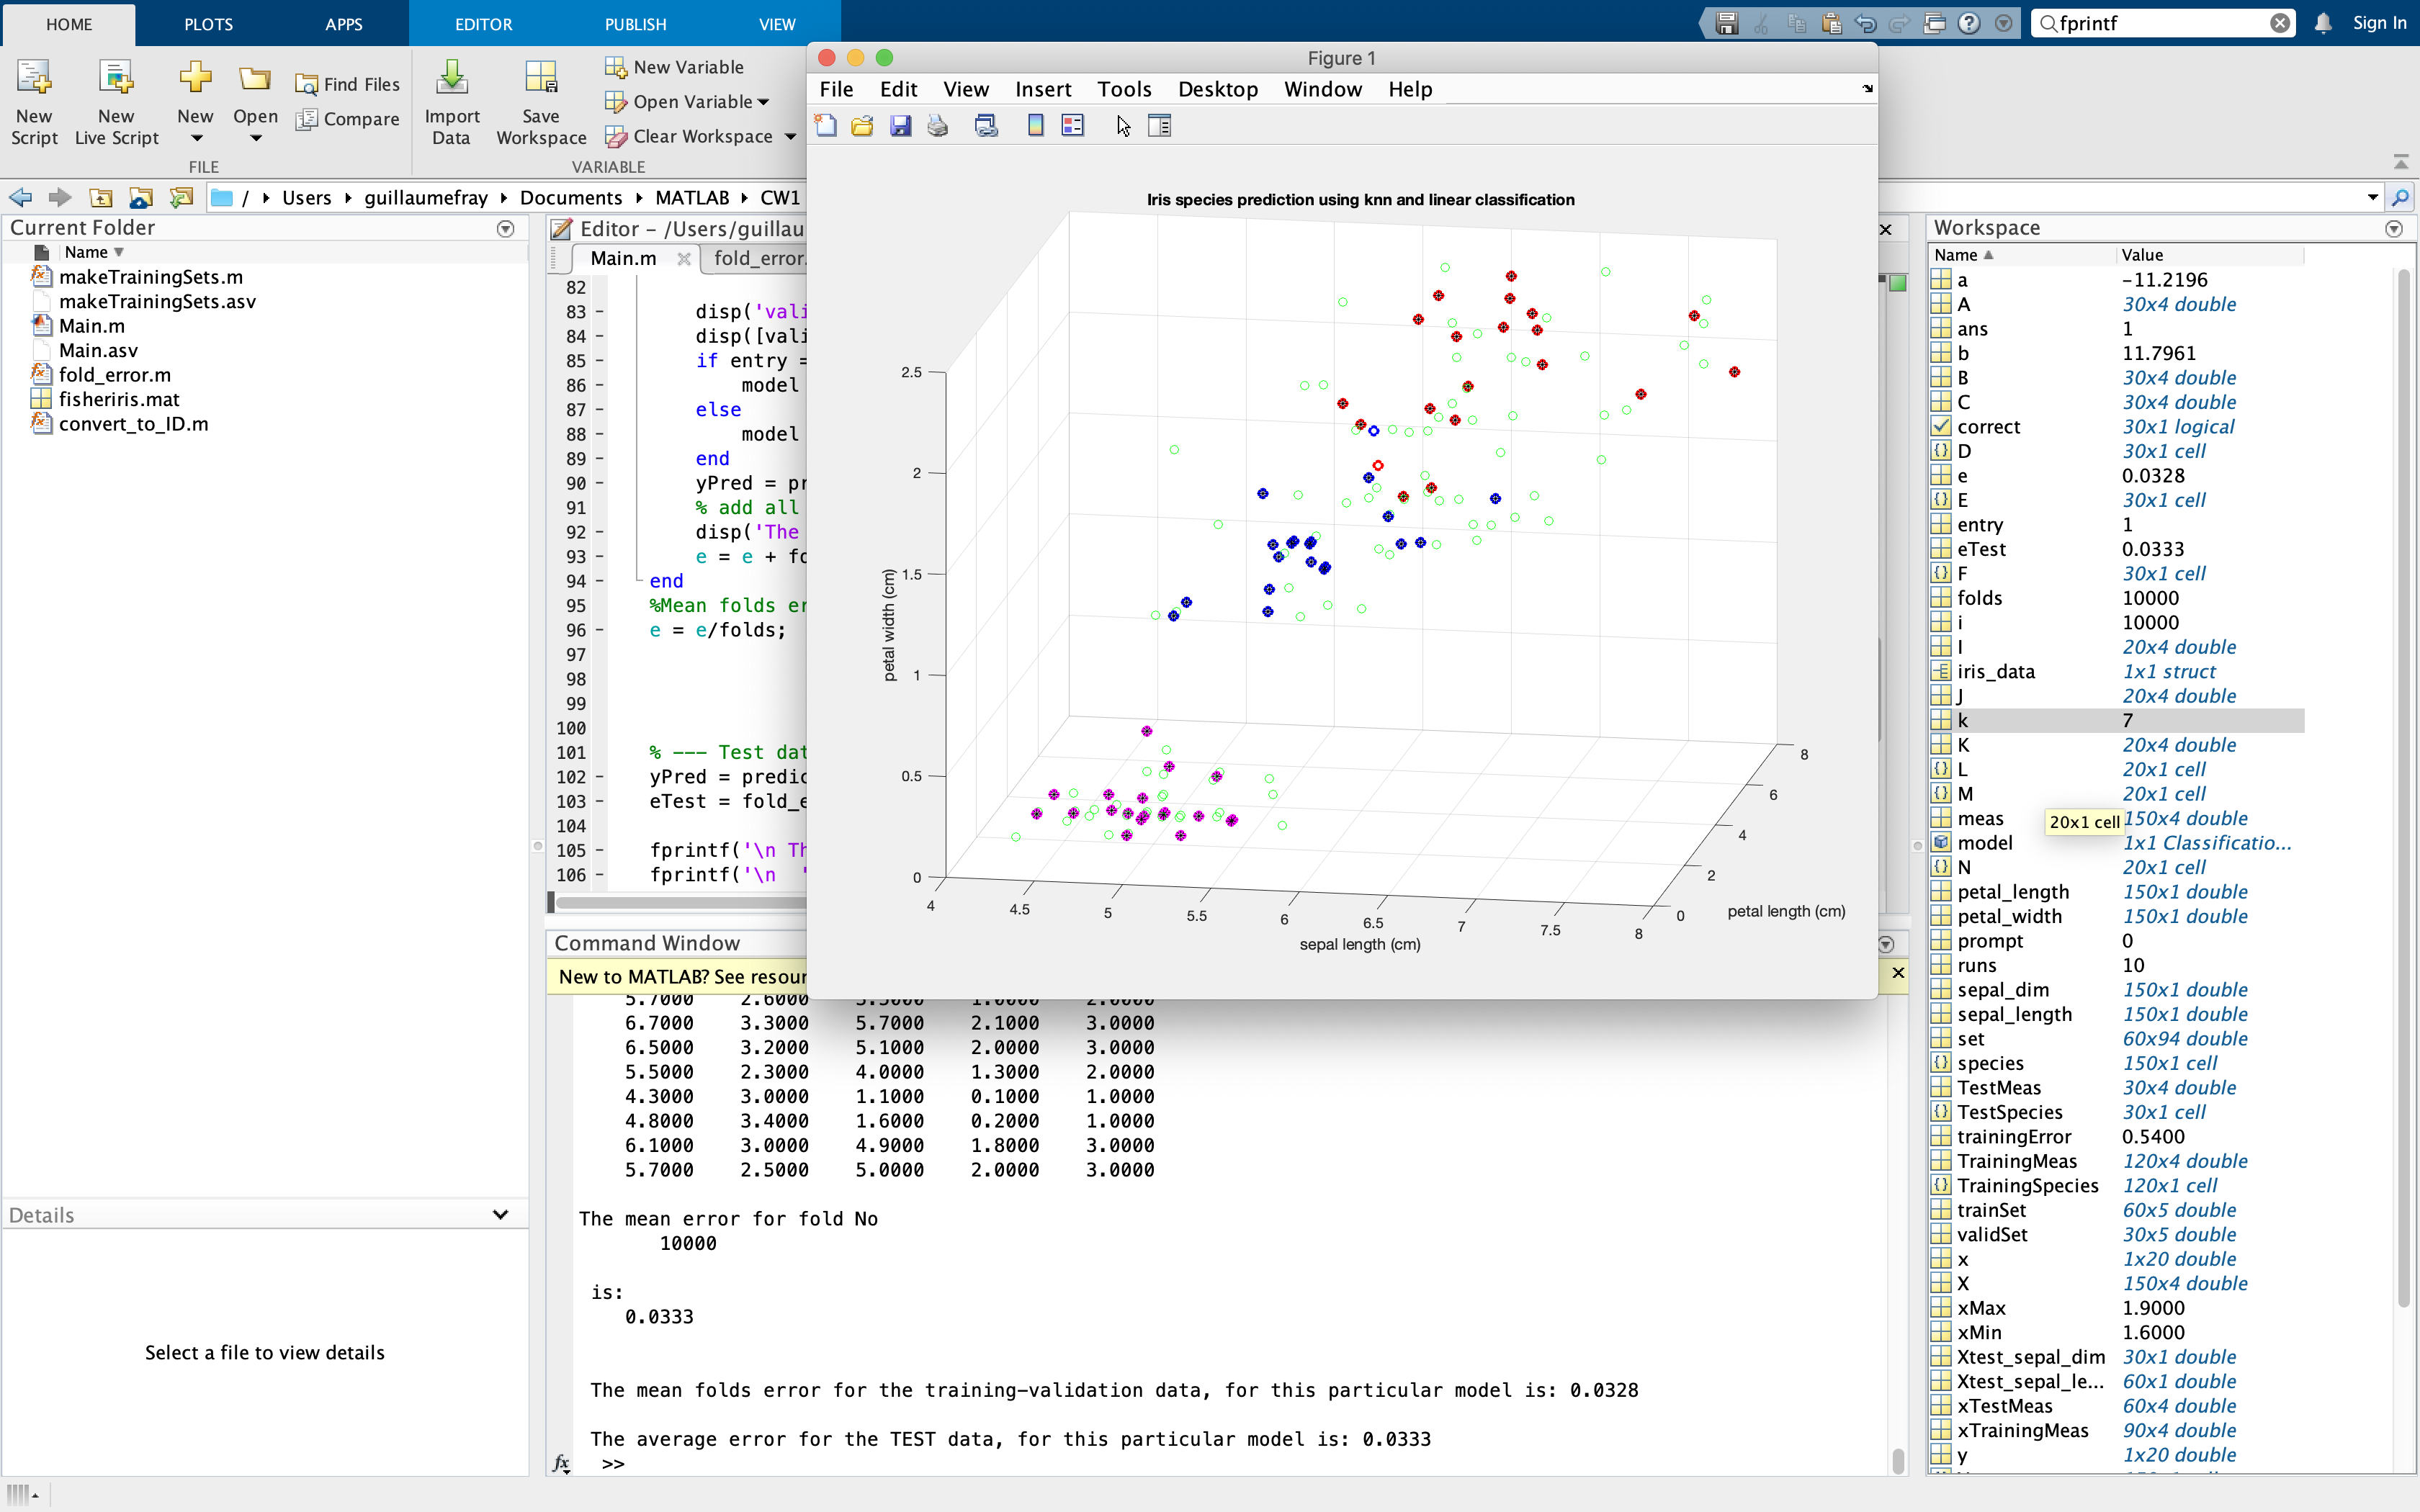 HOME PLOTS APPS EDITOR PUBLISH VIEW fprintf Sign In
New Script
New Live Script
New
Open
Find Files
Compare
FILE
Import Data
Save Workspace
New Variable
Open Variable
Clear Workspace
VARIABLE
/ Users guillaumefray Documents MATLAB CW1
Current Folder
Name
makeTrainingSets.m
makeTrainingSets.asv
Main.m
Main.asv
fold_error.m
fisheriris.mat
convert_to_ID.m
Details
Select a file to view details
Editor – /Users/guillau
Main.m fold_error.
82
83 – disp('vali
84 – disp([vali
85 – if entry =
86 – model
87 – else
88 – model
89 – end
90 – yPred = pr
91 % add all
92 – disp('The
93 – e = e + fo
94 – end
95 %Mean folds er
96 – e = e/folds;
97
98
99
100
101 % --- Test dat
102 – yPred = predic
103 – eTest = fold_e
104
105 – fprintf('\n Th
106 – fprintf('\n '
Figure 1
File Edit View Insert Tools Desktop Window Help
Iris species prediction using knn and linear classification
petal width (cm)
2.5
2
1.5
1
0.5
0
4 4.5 5 5.5 6 6.5 7 7.5 8
sepal length (cm)
0 2 4 6 8
petal length (cm)
Command Window
New to MATLAB? See resour
5.7000 2.6000 3.5000 1.0000 2.0000
6.7000 3.3000 5.7000 2.1000 3.0000
6.5000 3.2000 5.1000 2.0000 3.0000
5.5000 2.3000 4.0000 1.3000 2.0000
4.3000 3.0000 1.1000 0.1000 1.0000
4.8000 3.4000 1.6000 0.2000 1.0000
6.1000 3.0000 4.9000 1.8000 3.0000
5.7000 2.5000 5.0000 2.0000 3.0000
The mean error for fold No
10000
is:
0.0333
The mean folds error for the training-validation data, for this particular model is: 0.0328
The average error for the TEST data, for this particular model is: 0.0333
fx >>
Workspace
Name Value
a -11.2196
A 30x4 double
ans 1
b 11.7961
B 30x4 double
C 30x4 double
correct 30x1 logical
D 30x1 cell
e 0.0328
E 30x1 cell
entry 1
eTest 0.0333
F 30x1 cell
folds 10000
i 10000
I 20x4 double
iris_data 1x1 struct
J 20x4 double
k 7
K 20x4 double
L 20x1 cell
M 20x1 cell
meas 150x4 double
20x1 cell
model 1x1 Classificatio...
N 20x1 cell
petal_length 150x1 double
petal_width 150x1 double
prompt 0
runs 10
sepal_dim 150x1 double
sepal_length 150x1 double
set 60x94 double
species 150x1 cell
TestMeas 30x4 double
TestSpecies 30x1 cell
trainingError 0.5400
TrainingMeas 120x4 double
TrainingSpecies 120x1 cell
trainSet 60x5 double
validSet 30x5 double
x 1x20 double
X 150x4 double
xMax 1.9000
xMin 1.6000
Xtest_sepal_dim 30x1 double
Xtest_sepal_le... 60x1 double
xTestMeas 60x4 double
xTrainingMeas 90x4 double
y 1x20 double